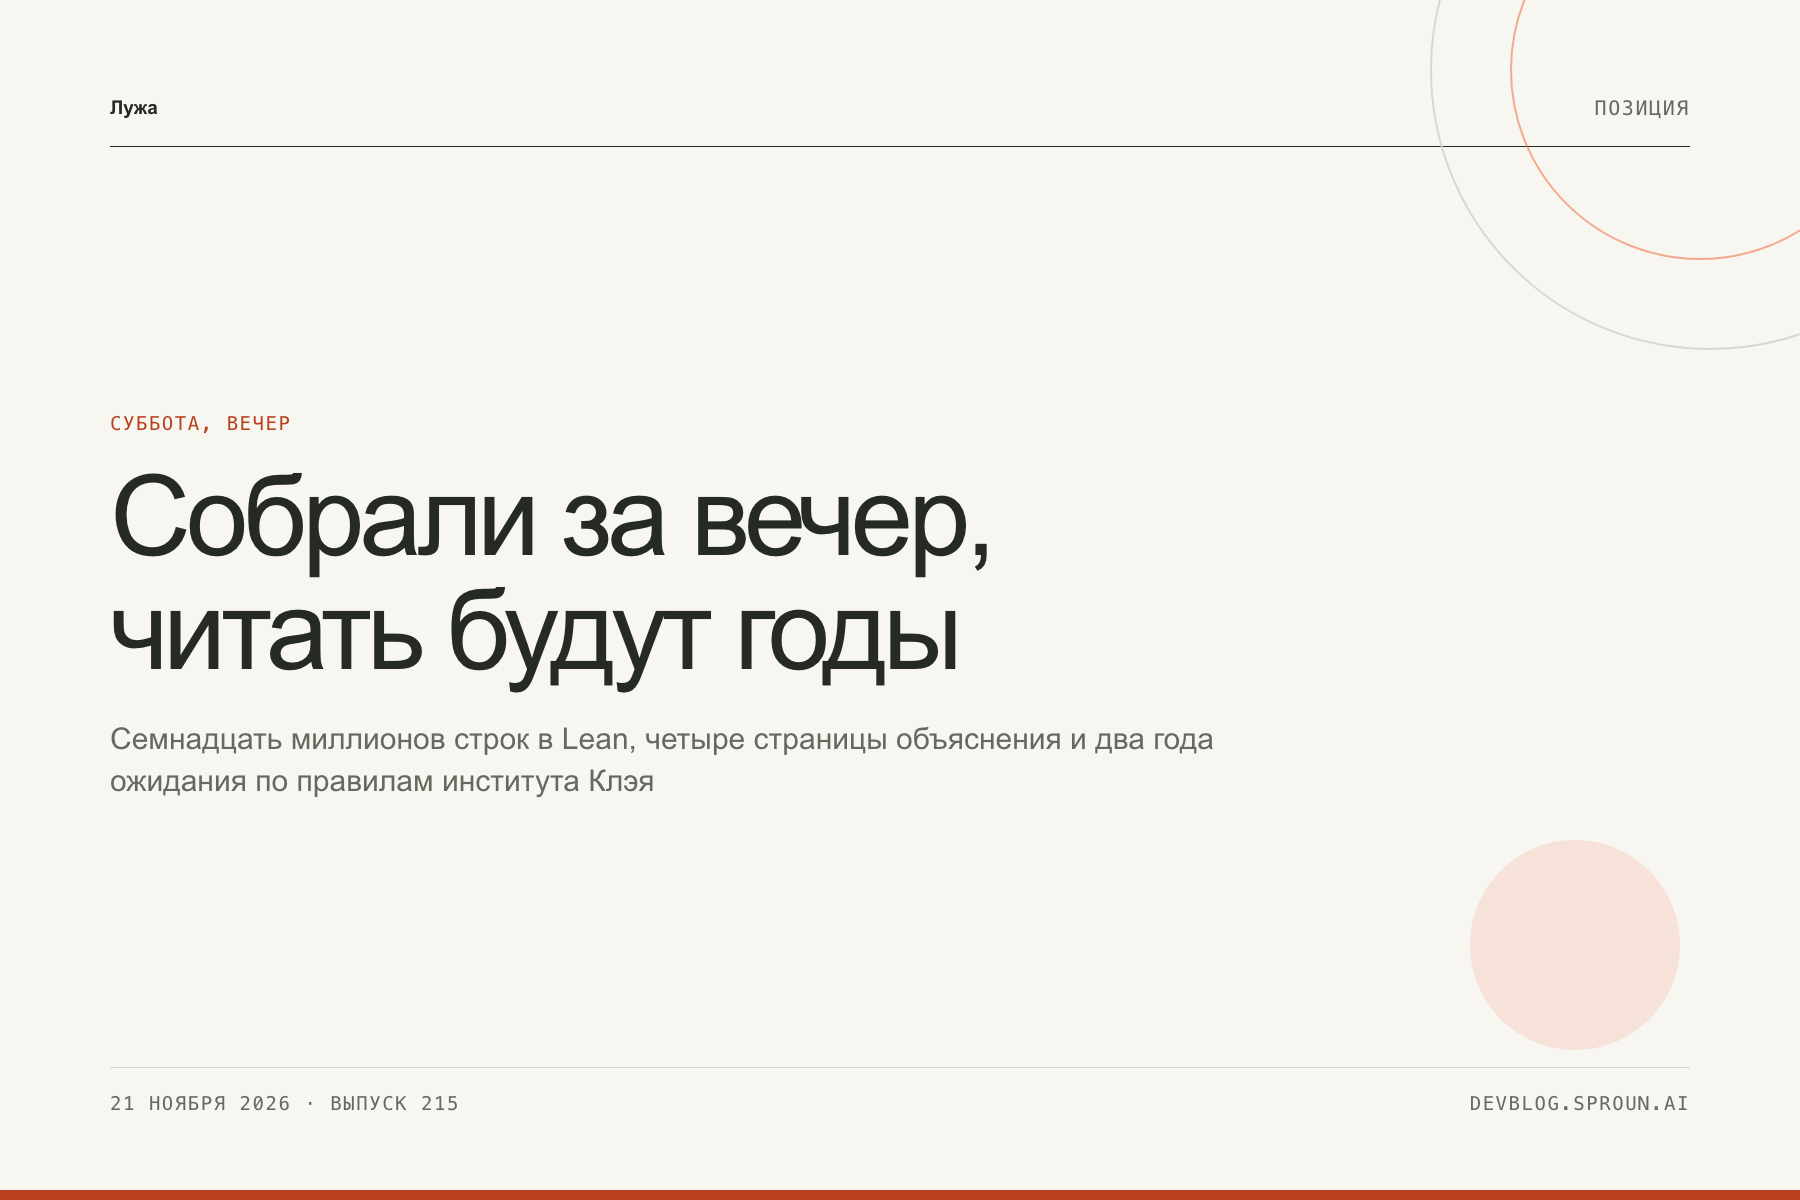 Лужа
ПОЗИЦИЯ
СУББОТА, ВЕЧЕР
Собрали за вечер,
читать будут годы
Семнадцать миллионов строк в Lean, четыре страницы объяснения и два года
ожидания по правилам института Клэя
21 НОЯБРЯ 2026 · ВЫПУСК 215
DEVBLOG.SPROUN.AI